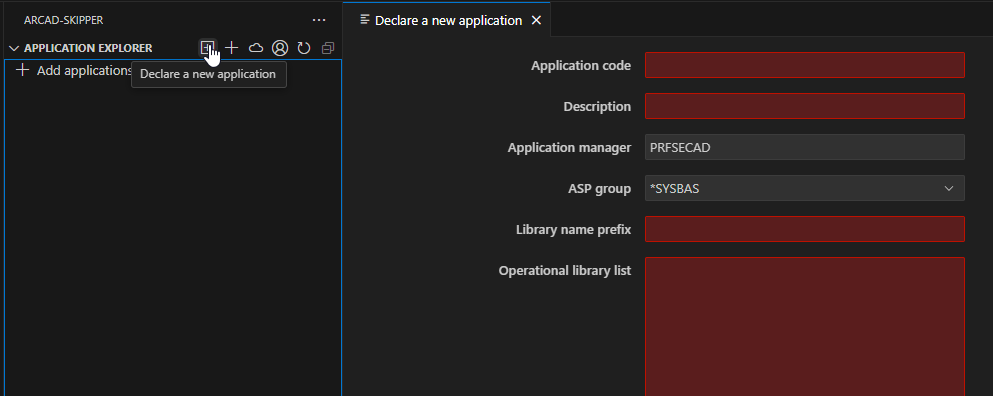 ARCAD-SKIPPER
APPLICATION EXPLORER
Add applications
Declare a new application
Declare a new application
Application code
Description
Application manager PRFSECAD
ASP group *SYSBAS
Library name prefix
Operational library list